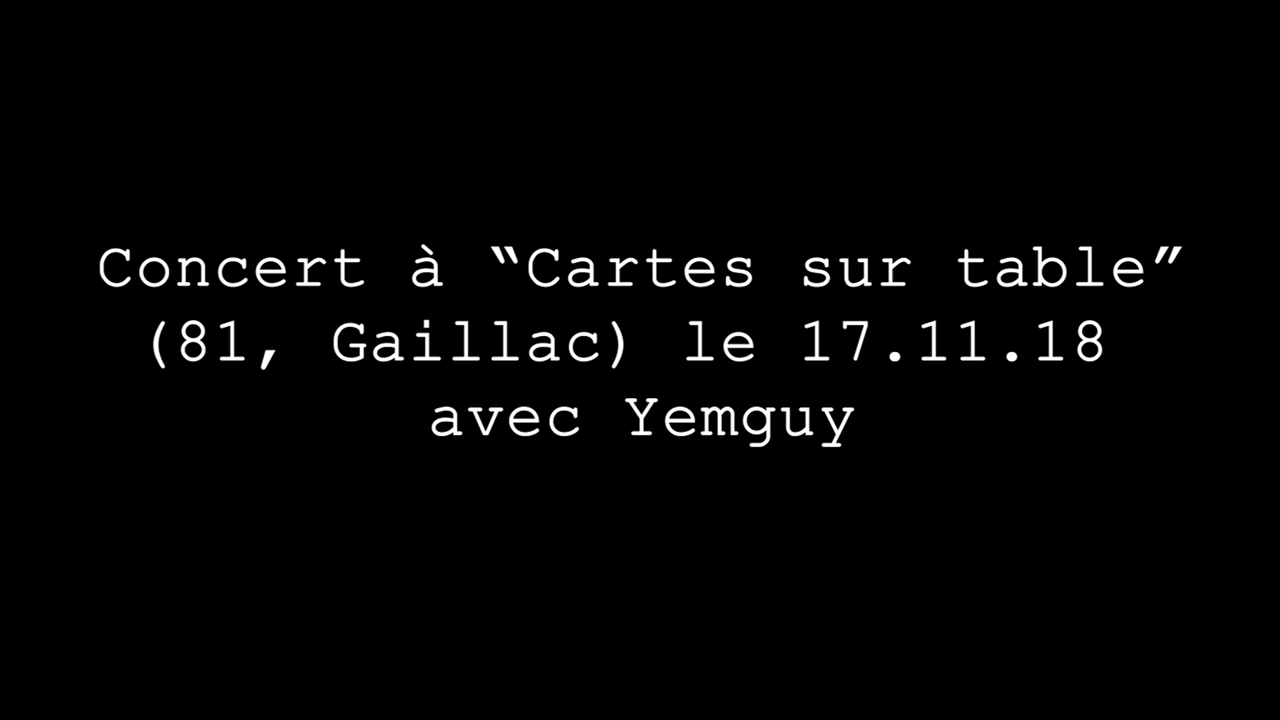 Concert à “Cartes sur table”
(81, Gaillac) le 17.11.18
avec Yemguy